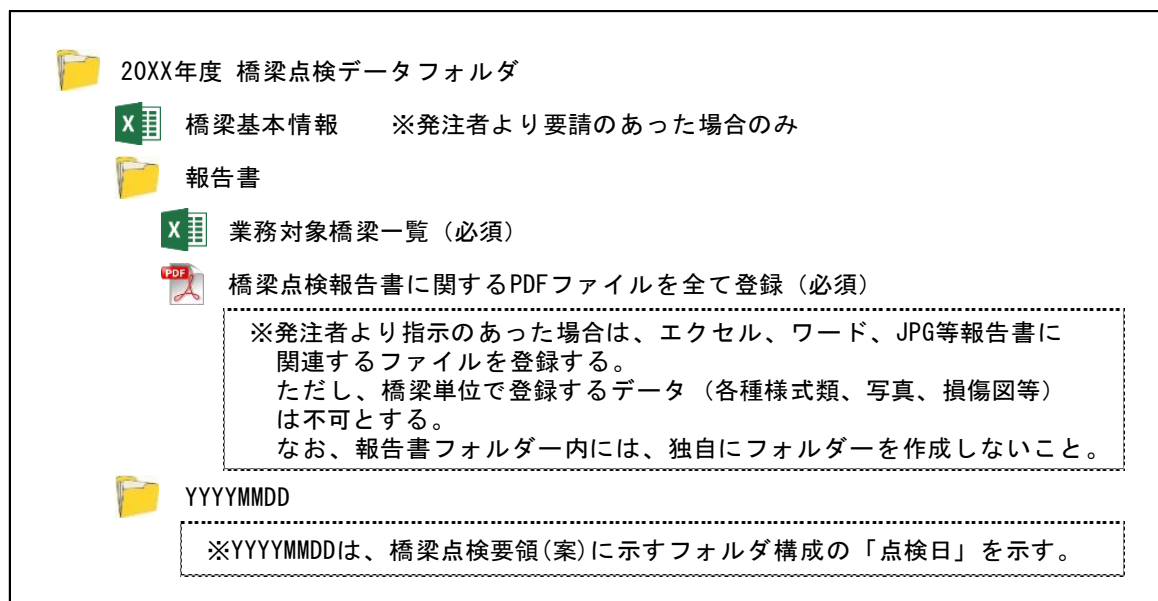 20XX年度 橋梁点検データフォルダ
橋梁基本情報　　※発注者より要請のあった場合のみ
報告書
業務対象橋梁一覧（必須）
PDF
橋梁点検報告書に関するPDFファイルを全て登録（必須）
※発注者より指示のあった場合は、エクセル、ワード、JPG等報告書に
関連するファイルを登録する。
ただし、橋梁単位で登録するデータ（各種様式類、写真、損傷図等）
は不可とする。
なお、報告書フォルダー内には、独自にフォルダーを作成しないこと。
YYYYMMDD
※YYYYMMDDは、橋梁点検要領(案)に示すフォルダ構成の「点検日」を示す。